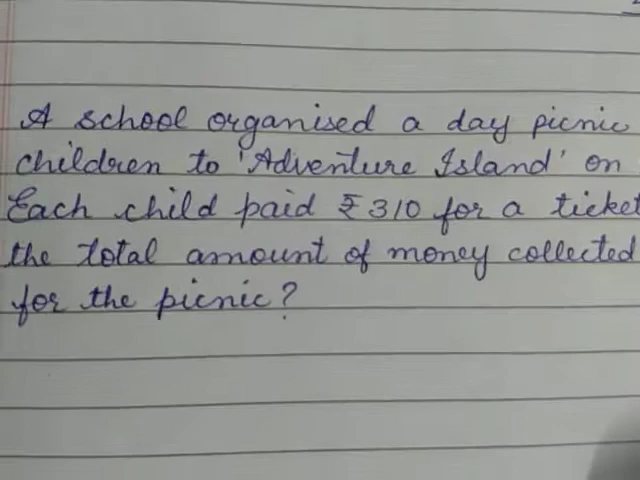 A school organised a day picnic
children to 'Adventure Island' on
Each child paid ₹ 310 for a ticket
the total amount of money collected
for the picnic?